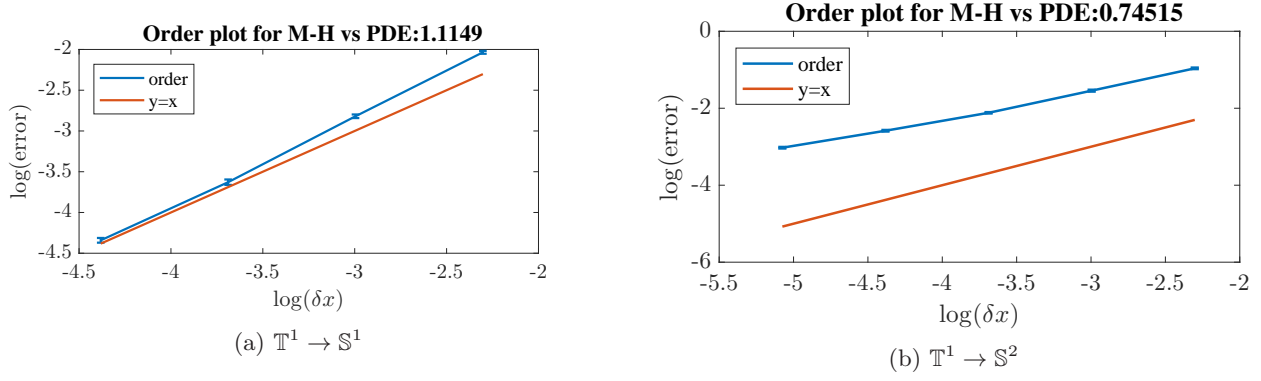 Order plot for M-H vs PDE:1.1149
order
y=x
-2
-2.5
-3
-3.5
-4
-4.5
log(error)
-4.5
-4
-3.5
-3
-2.5
-2
log(δx)
(a) 𝕋¹ → 𝕊¹
Order plot for M-H vs PDE:0.74515
order
y=x
0
-2
-4
-6
log(error)
-5.5
-5
-4.5
-4
-3.5
-3
-2.5
-2
log(δx)
(b) 𝕋¹ → 𝕊²